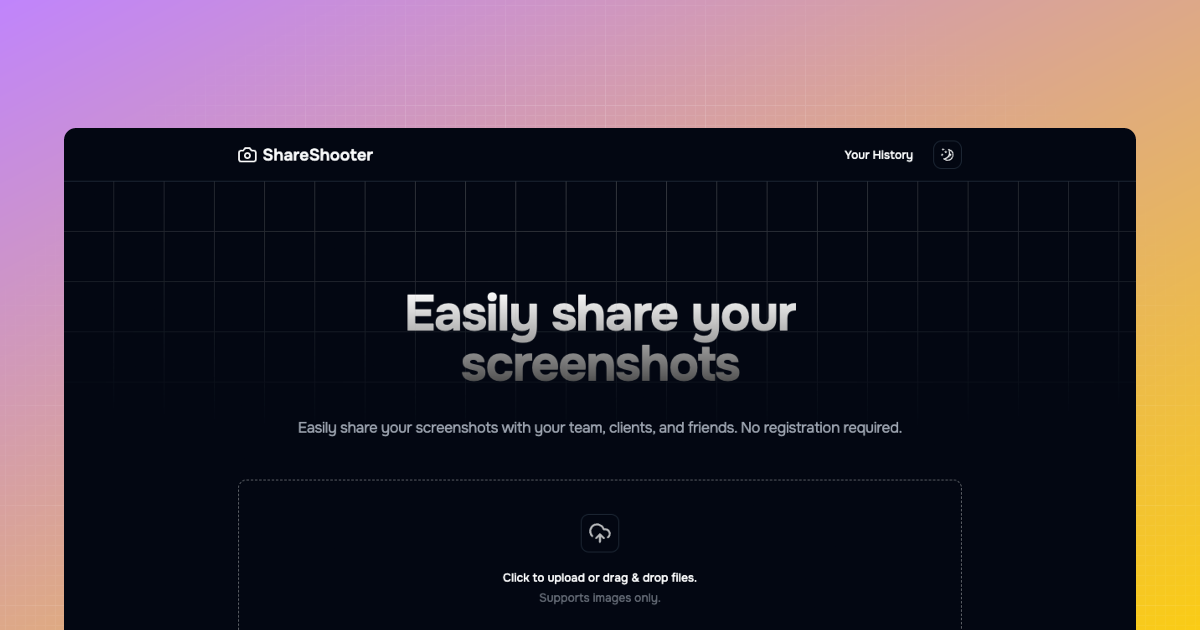 ShareShooter
Your History
Easily share your
screenshots
Easily share your screenshots with your team, clients, and friends. No registration required.
Click to upload or drag & drop files.
Supports images only.